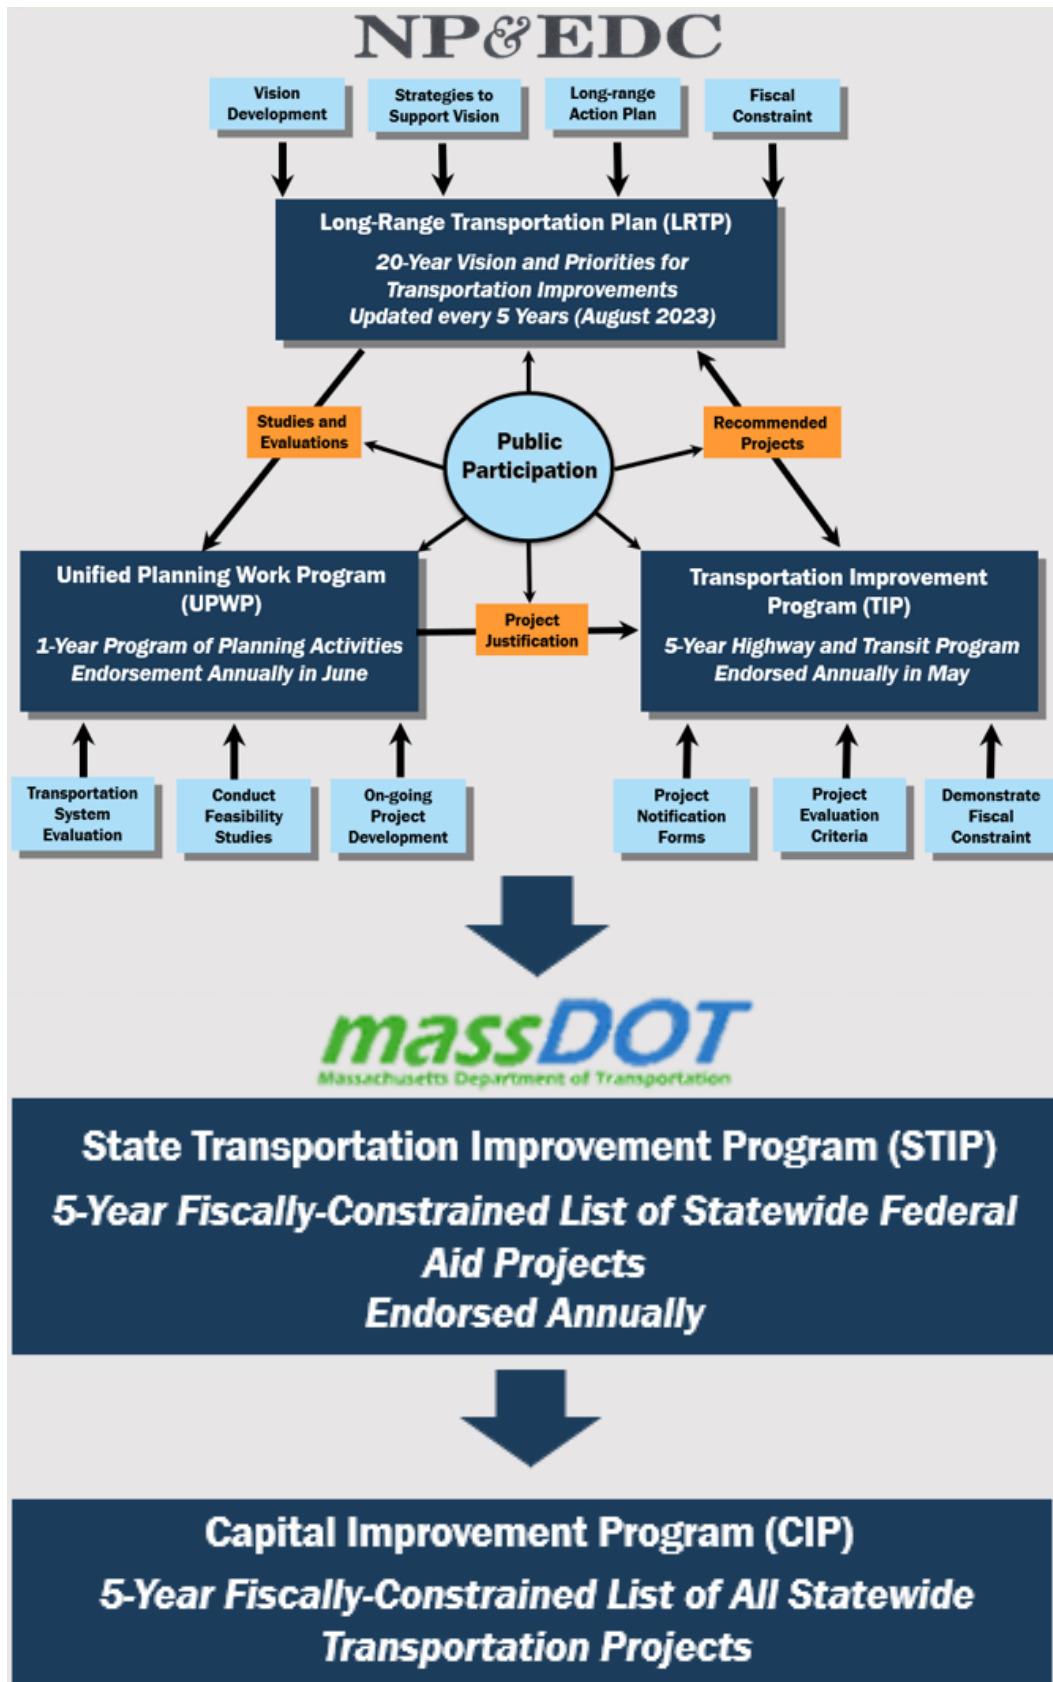 NP&EDC
Vision
Development
Strategies to
Support Vision
Long-range
Action Plan
Fiscal
Constraint
Long-Range Transportation Plan (LRTP)
20-Year Vision and Priorities for
Transportation Improvements
Updated every 5 Years (August 2023)
Studies and
Evaluations
Public
Participation
Recommended
Projects
Unified Planning Work Program
(UPWP)
1-Year Program of Planning Activities
Endorsement Annually in June
Project
Justification
Transportation Improvement
Program (TIP)
5-Year Highway and Transit Program
Endorsed Annually in May
Transportation
System
Evaluation
Conduct
Feasibility
Studies
On-going
Project
Development
Project
Notification
Forms
Project
Evaluation
Criteria
Demonstrate
Fiscal
Constraint
massDOT
Massachusetts Department of Transportation
State Transportation Improvement Program (STIP)
5-Year Fiscally-Constrained List of Statewide Federal
Aid Projects
Endorsed Annually
Capital Improvement Program (CIP)
5-Year Fiscally-Constrained List of All Statewide
Transportation Projects